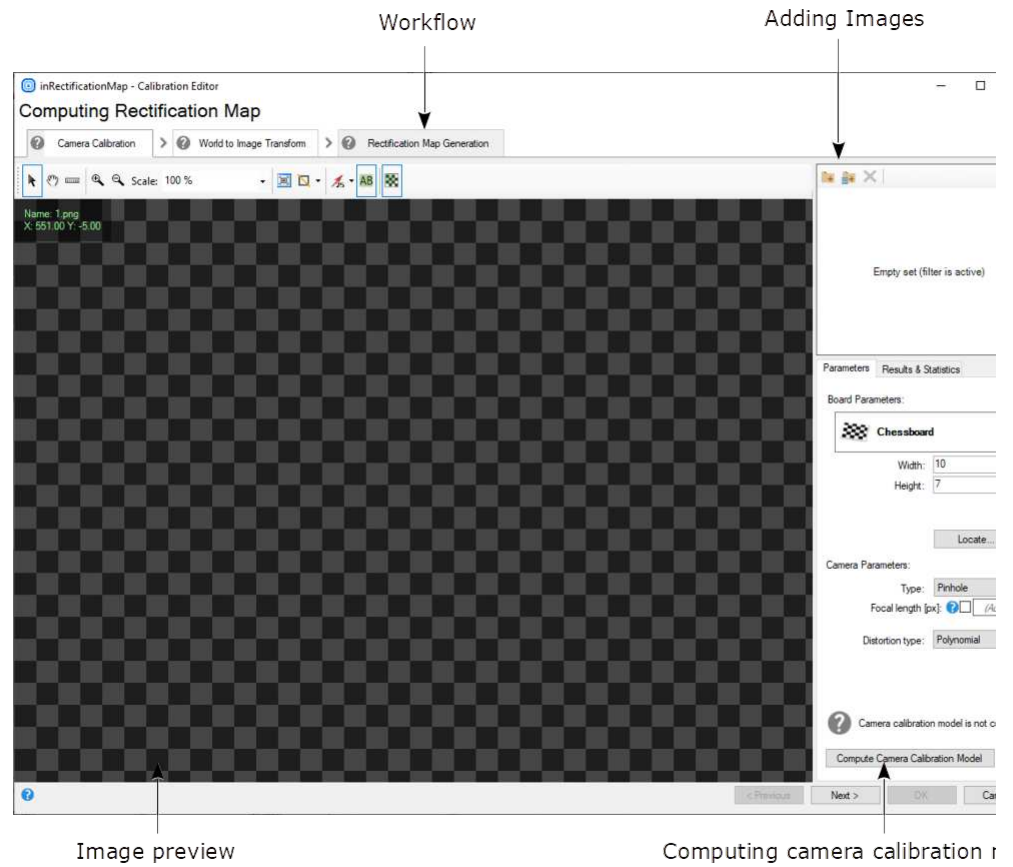 Workflow
Adding Images
inRectificationMap - Calibration Editor
Computing Rectification Map
Camera Calibration
World to Image Transform
Rectification Map Generation
Scale: 100 %
AB
Name: 1.png
X: 551.00 Y: -5.00
Empty set (filter is active)
Parameters Results & Statistics
Board Parameters:
Chessboard
Width: 10
Height: 7
Locate...
Camera Parameters:
Type: Pinhole
Focal length [px]:
Distortion type: Polynomial
Camera calibration model is not
Compute Camera Calibration Model
< Previous Next > OK
Image preview
Computing camera calibration